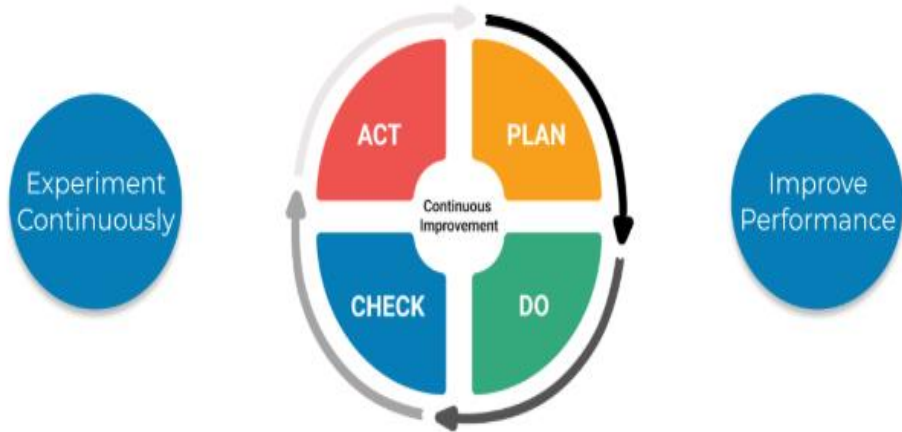 Experiment
Continuously
ACT
PLAN
Continuous
Improvement
CHECK
DO
Improve
Performance